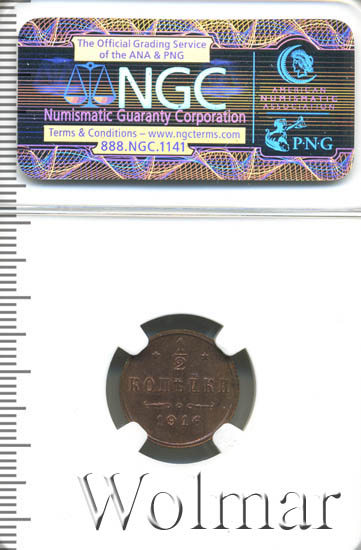 The Official Grading Service
of the ANA & PNG
NGC
Numismatic Guaranty Corporation
Terms & Conditions – www.ngcterms.com
888.NGC.1141
AMERICAN
NUMISMATIC
ASSOCIATION
P·N·G
1/2
КОПѢЙКИ
1916
Wolmar